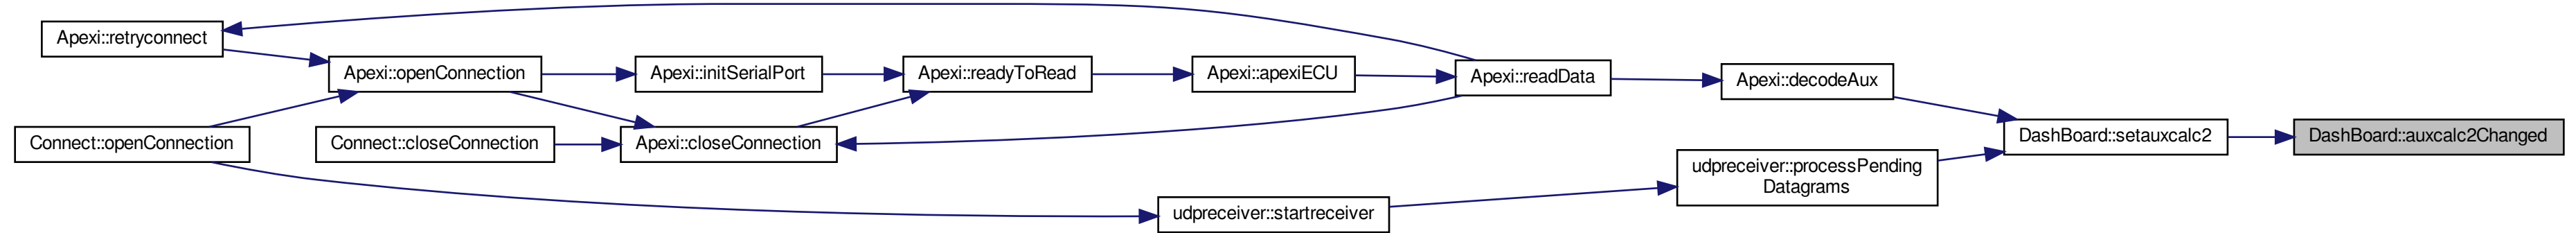 Apexi::retryconnect
Apexi::openConnection
Apexi::initSerialPort
Apexi::readyToRead
Apexi::apexiECU
Apexi::readData
Apexi::decodeAux
Connect::openConnection
Connect::closeConnection
Apexi::closeConnection
DashBoard::setauxcalc2
DashBoard::auxcalc2Changed
udpreceiver::processPending
Datagrams
udpreceiver::startreceiver